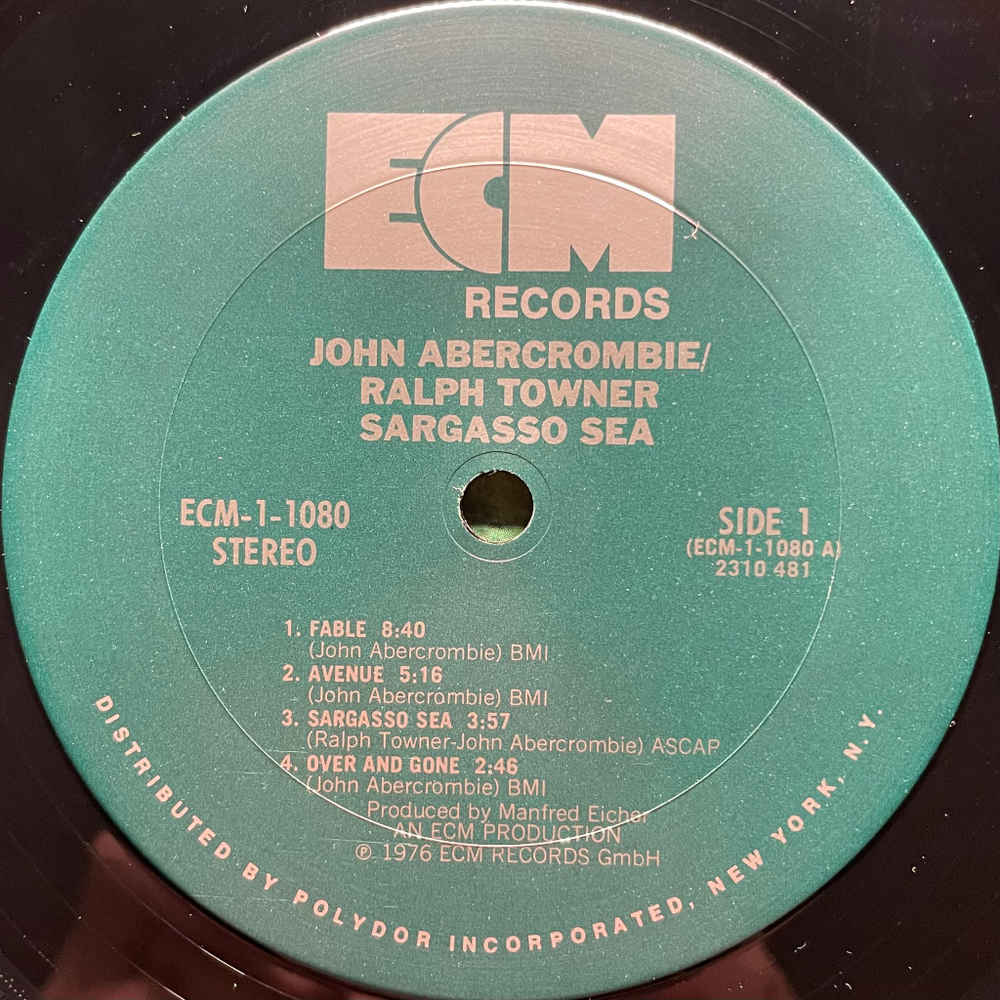 ECM
RECORDS
JOHN ABERCROMBIE/
RALPH TOWNER
SARGASSO SEA
ECM-1-1080
STEREO
SIDE 1
(ECM-1-1080 A)
2310 481
1. FABLE 8:40
(John Abercrombie) BMI
2. AVENUE 5:16
(John Abercrombie) BMI
3. SARGASSO SEA 3:57
(Ralph Towner-John Abercrombie) ASCAP
4. OVER AND GONE 2:46
(John Abercrombie) BMI
Produced by Manfred Eicher
AN ECM PRODUCTION
℗ 1976 ECM RECORDS GmbH
DISTRIBUTED BY POLYDOR INCORPORATED, NEW YORK, N.Y.